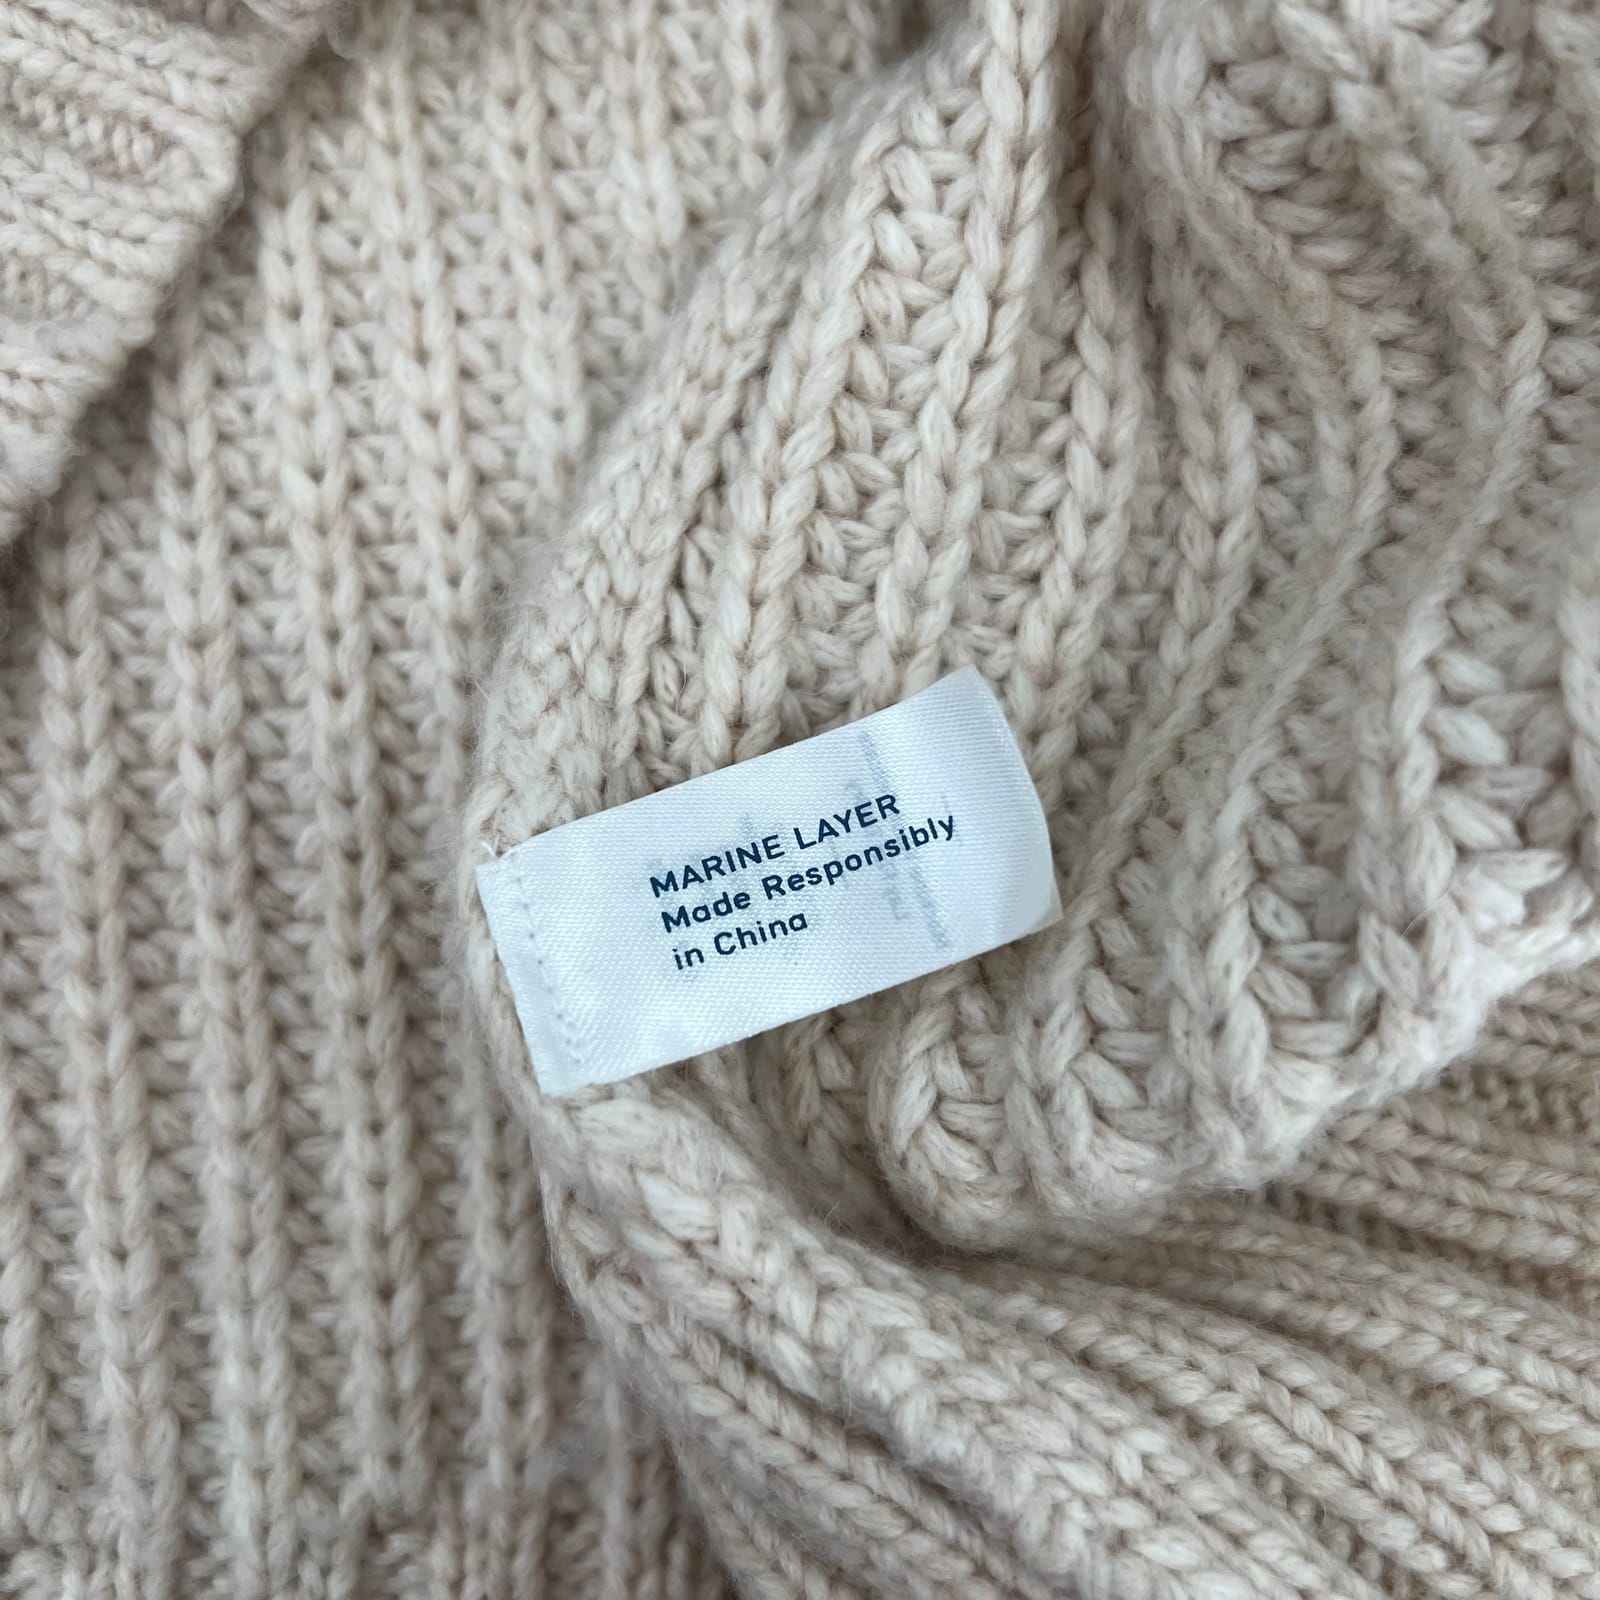 MARINE LAYER
Made Responsibly
in China